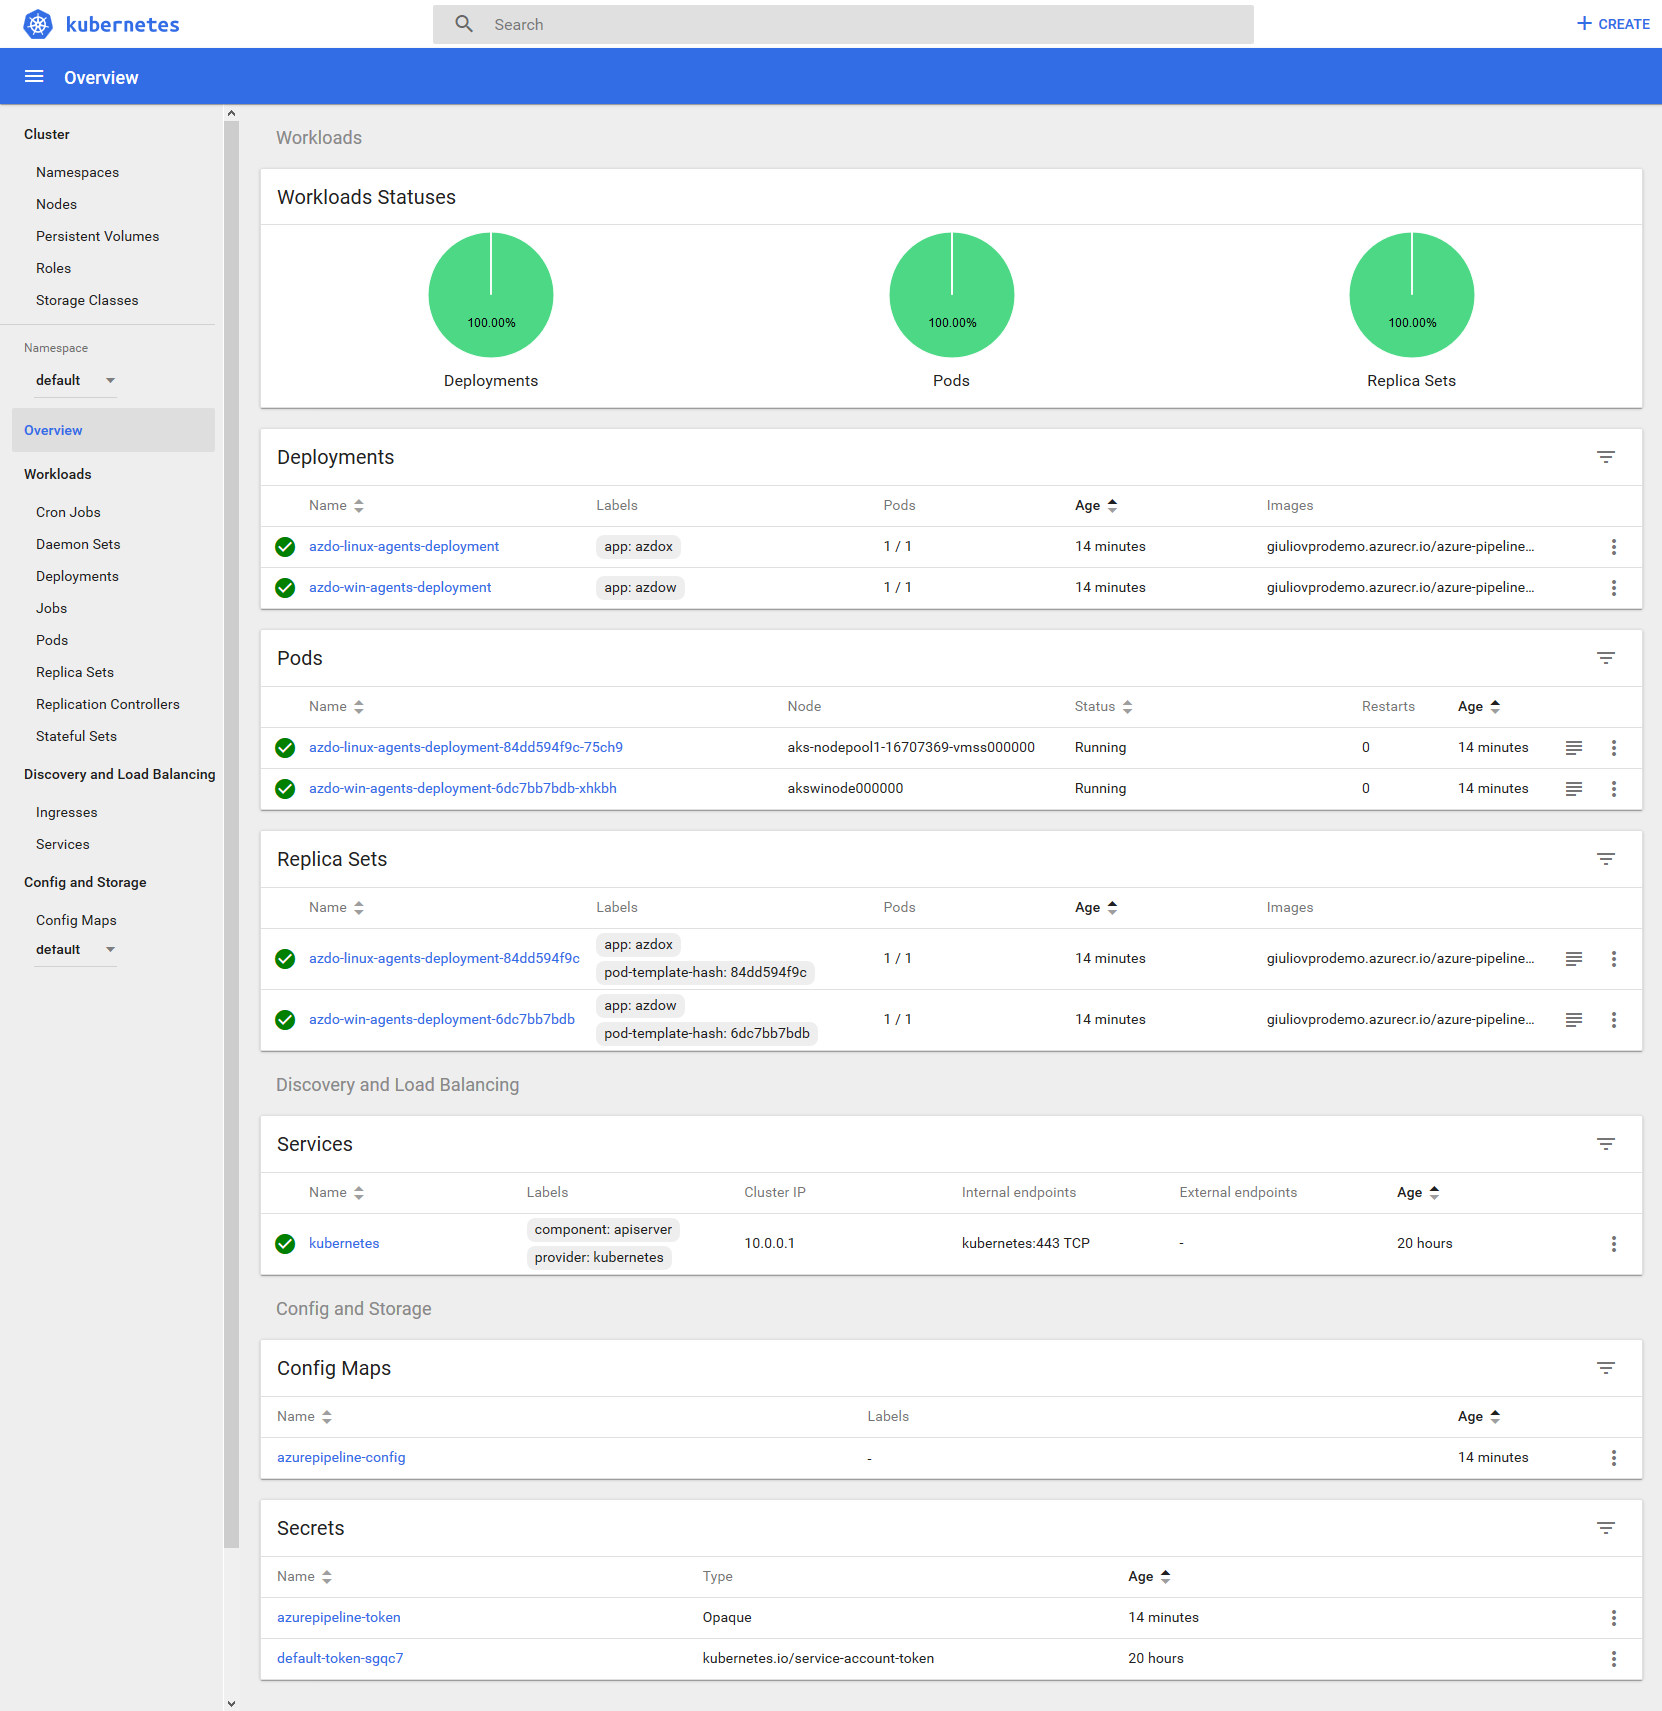 kubernetes
Search
CREATE
Overview
Cluster
Namespaces
Nodes
Persistent Volumes
Roles
Storage Classes
Namespace
default
Overview
Workloads
Cron Jobs
Daemon Sets
Deployments
Jobs
Pods
Replica Sets
Replication Controllers
Stateful Sets
Discovery and Load Balancing
Ingresses
Services
Config and Storage
Config Maps
default
Workloads
Workloads Statuses
100.00% 100.00% 100.00%
Deployments Pods Replica Sets
Deployments
Name Labels Pods Age Images
azdo-linux-agents-deployment app: azdox 1 / 1 14 minutes giuliovprodemo.azurecr.io/azure-pipeline...
azdo-win-agents-deployment app: azdow 1 / 1 14 minutes giuliovprodemo.azurecr.io/azure-pipeline...
Pods
Name Node Status Restarts Age
azdo-linux-agents-deployment-84dd594f9c-75ch9 aks-nodepool1-16707369-vmss000000 Running 0 14 minutes
azdo-win-agents-deployment-6dc7bb7bdb-xhkbh akswinode000000 Running 0 14 minutes
Replica Sets
Name Labels Pods Age Images
app: azdox
azdo-linux-agents-deployment-84dd594f9c 1 / 1 14 minutes giuliovprodemo.azurecr.io/azure-pipeline...
pod-template-hash: 84dd594f9c
app: azdow
azdo-win-agents-deployment-6dc7bb7bdb 1 / 1 14 minutes giuliovprodemo.azurecr.io/azure-pipeline...
pod-template-hash: 6dc7bb7bdb
Discovery and Load Balancing
Services
Name Labels Cluster IP Internal endpoints External endpoints Age
component: apiserver
kubernetes 10.0.0.1 kubernetes:443 TCP - 20 hours
provider: kubernetes
Config and Storage
Config Maps
Name Labels Age
azurepipeline-config - 14 minutes
Secrets
Name Type Age
azurepipeline-token Opaque 14 minutes
default-token-sgqc7 kubernetes.io/service-account-token 20 hours